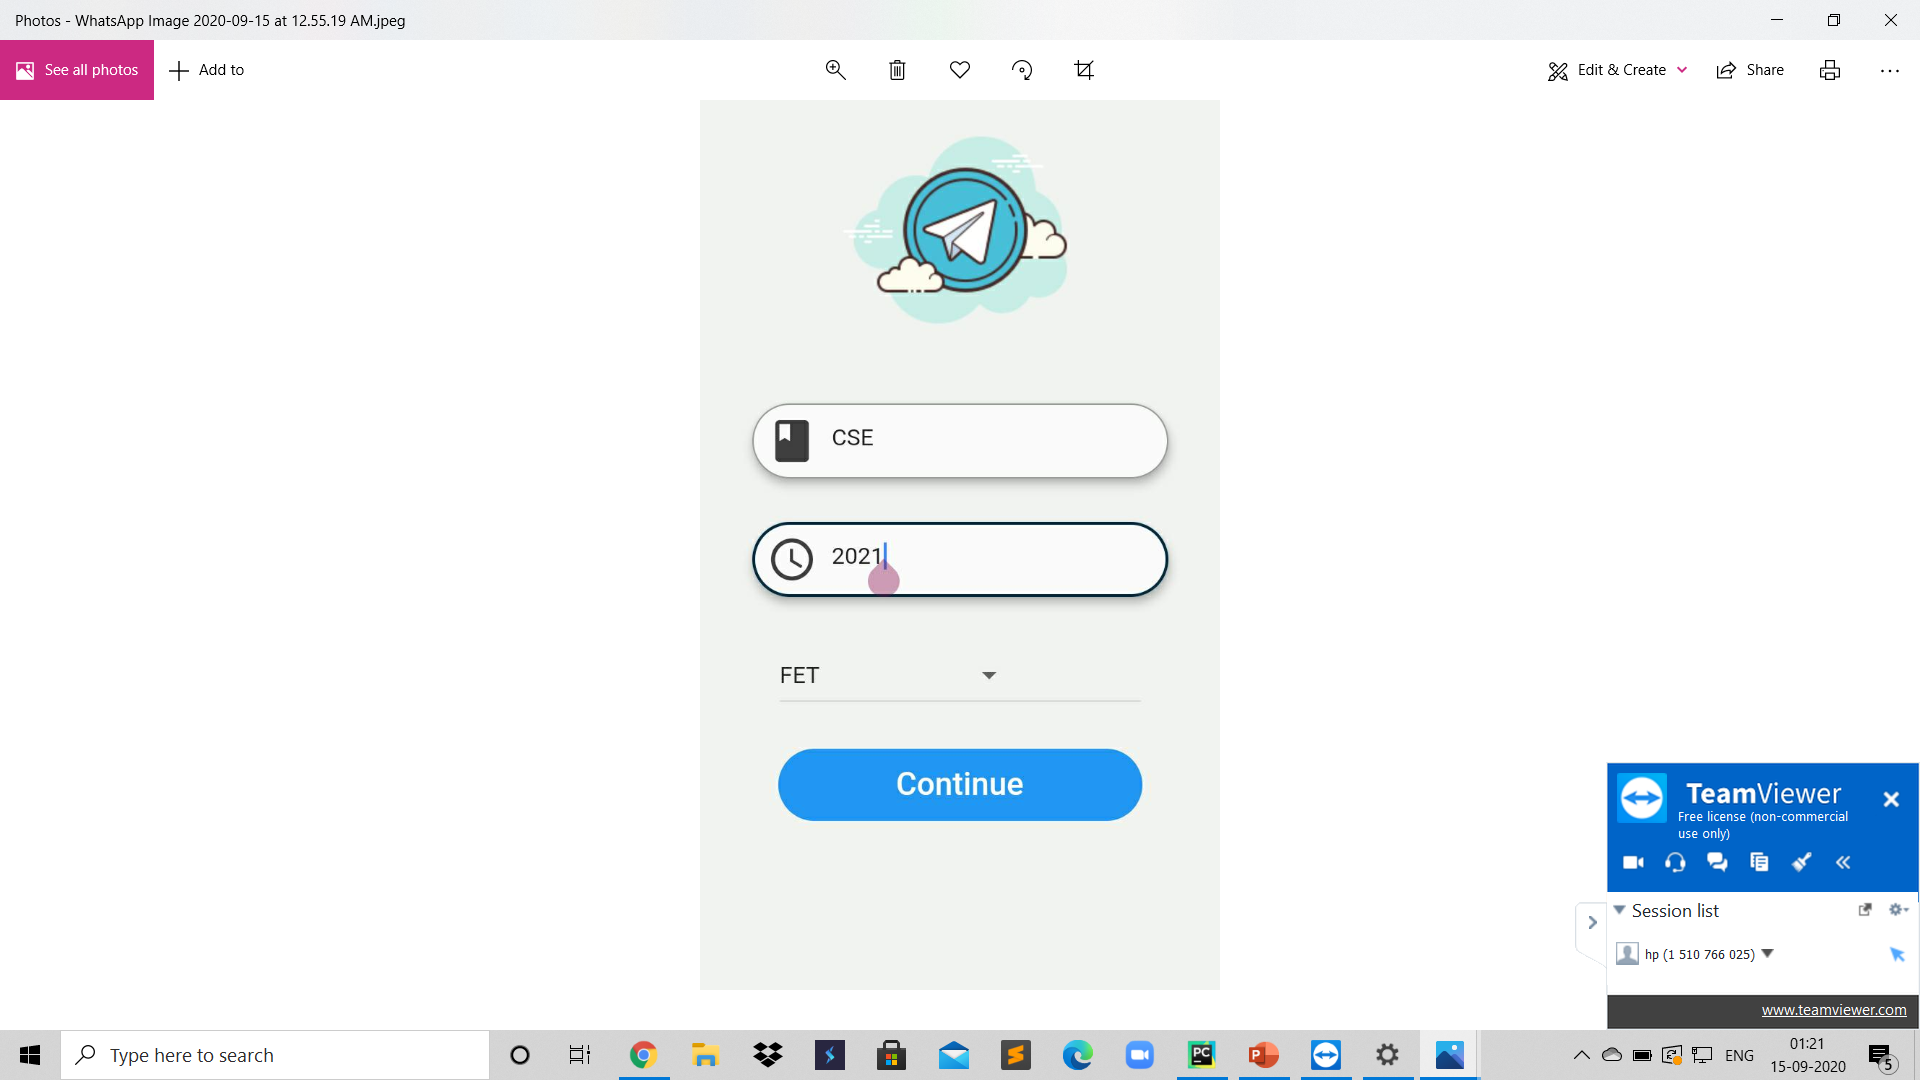 Photos - WhatsApp Image 2020-09-15 at 12.55.19 AM.jpeg
See all photos
Add to
Edit & Create
Share
CSE
2021
FET
Continue
TeamViewer
Free license (non-commercial
use only)
Session list
hp (1 510 766 025)
www.teamviewer.com
Type here to search
PC
P
ENG
01:21
15-09-2020
5